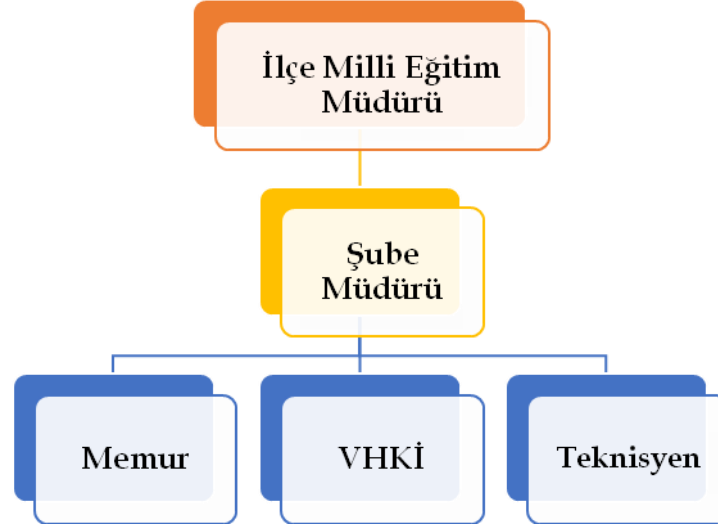 İlçe Milli Eğitim
Müdürü
Şube
Müdürü
Memur
VHKİ
Teknisyen